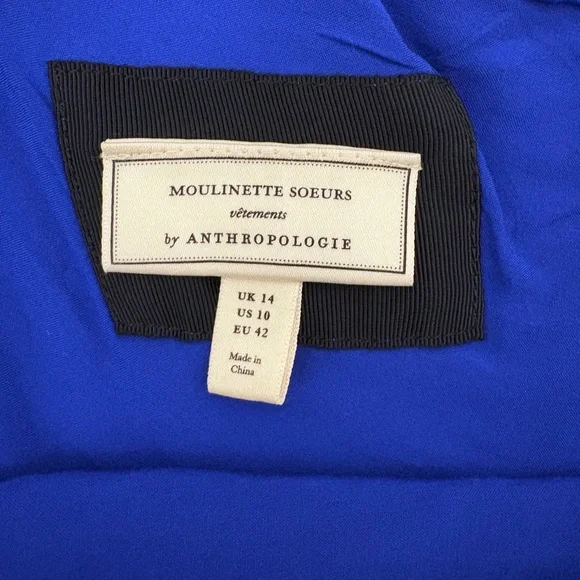 MOULINETTE SOEURS
vêtements
by ANTHROPOLOGIE
UK 14
US 10
EU 42
Made in
China